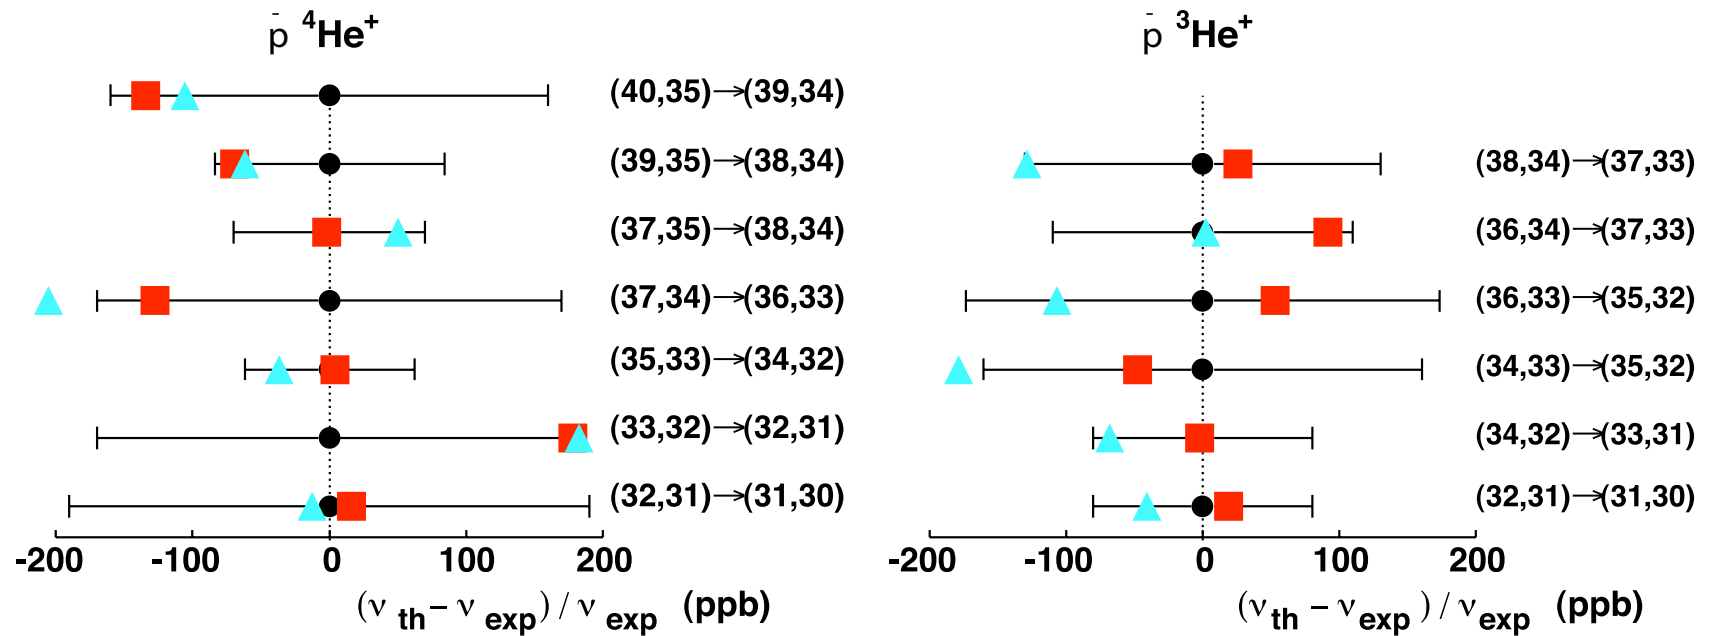 p̄ ⁴He⁺
(40,35)→(39,34)
(39,35)→(38,34)
(37,35)→(38,34)
(37,34)→(36,33)
(35,33)→(34,32)
(33,32)→(32,31)
(32,31)→(31,30)
-200 -100 0 100 200
(ν th – ν exp) / ν exp (ppb)
p̄ ³He⁺
(38,34)→(37,33)
(36,34)→(37,33)
(36,33)→(35,32)
(34,33)→(35,32)
(34,32)→(33,31)
(32,31)→(31,30)
-200 -100 0 100 200
(ν th – ν exp) / ν exp (ppb)